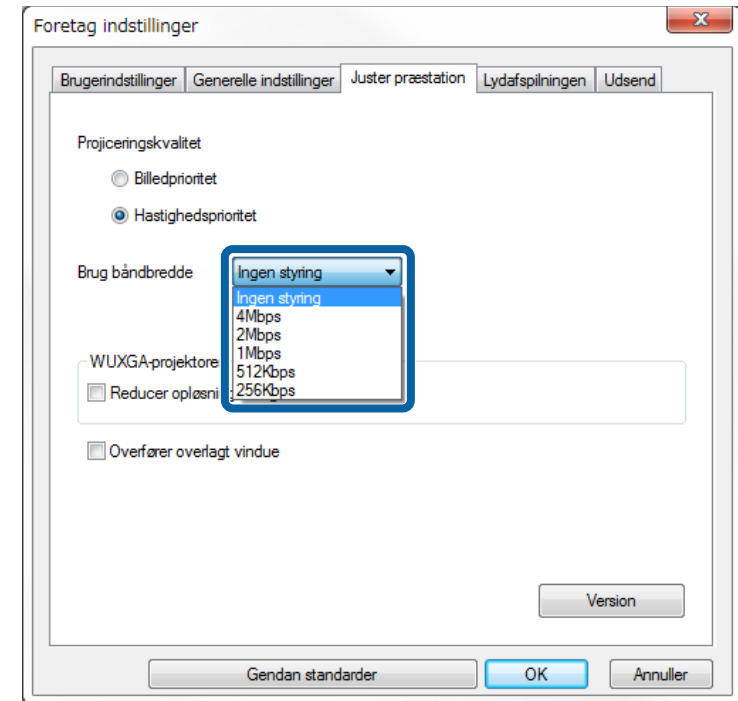 Foretag indstillinger
Brugerindstillinger Generelle indstillinger Juster præstation Lydafspilningen Udsend
Projiceringskvalitet
Billedprioritet
Hastighedsprioritet
Brug båndbredde Ingen styring
Ingen styring
4Mbps
2Mbps
1Mbps
512Kbps
256Kbps
WUXGA-projektore
Reducer opløsni
Overfører overlagt vindue
Version
Gendan standarder OK Annuller